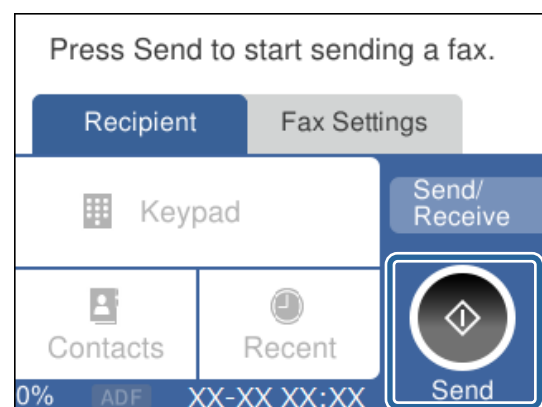 Press Send to start sending a fax.
Recipient
Fax Settings
Keypad
Send/
Receive
Contacts
Recent
0%
ADF
XX-XX XX:XX
Send